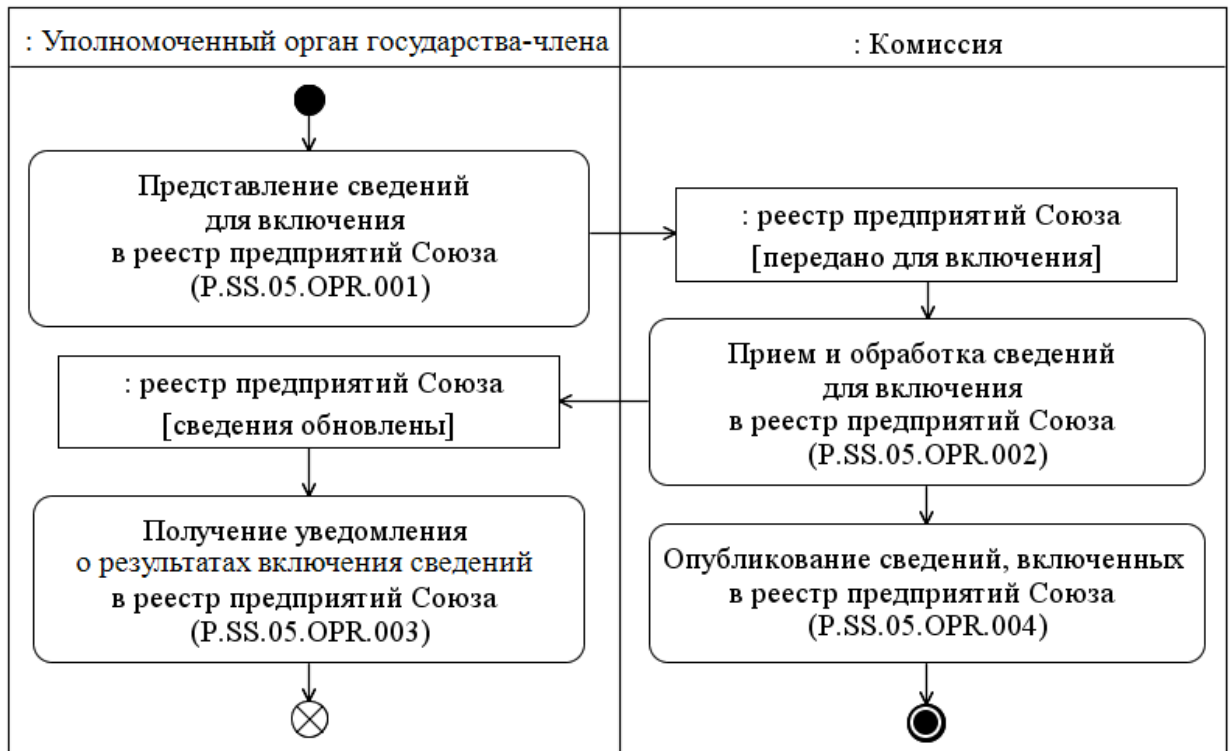 : Уполномоченный орган государства-члена
: Комиссия
Представление сведений
для включения
в реестр предприятий Союза
(P.SS.05.OPR.001)
: реестр предприятий Союза
[передано для включения]
Прием и обработка сведений
для включения
в реестр предприятий Союза
(P.SS.05.OPR.002)
: реестр предприятий Союза
[сведения обновлены]
Получение уведомления
о результатах включения сведений
в реестр предприятий Союза
(P.SS.05.OPR.003)
Опубликование сведений, включенных
в реестр предприятий Союза
(P.SS.05.OPR.004)